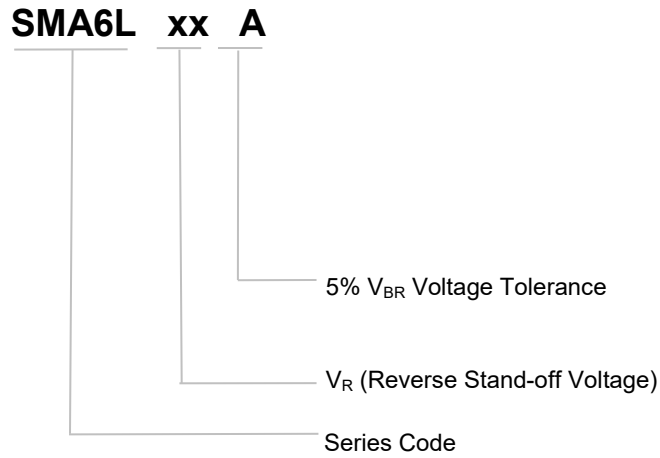 SMA6L xx A
5% VBR Voltage Tolerance
VR (Reverse Stand-off Voltage)
Series Code